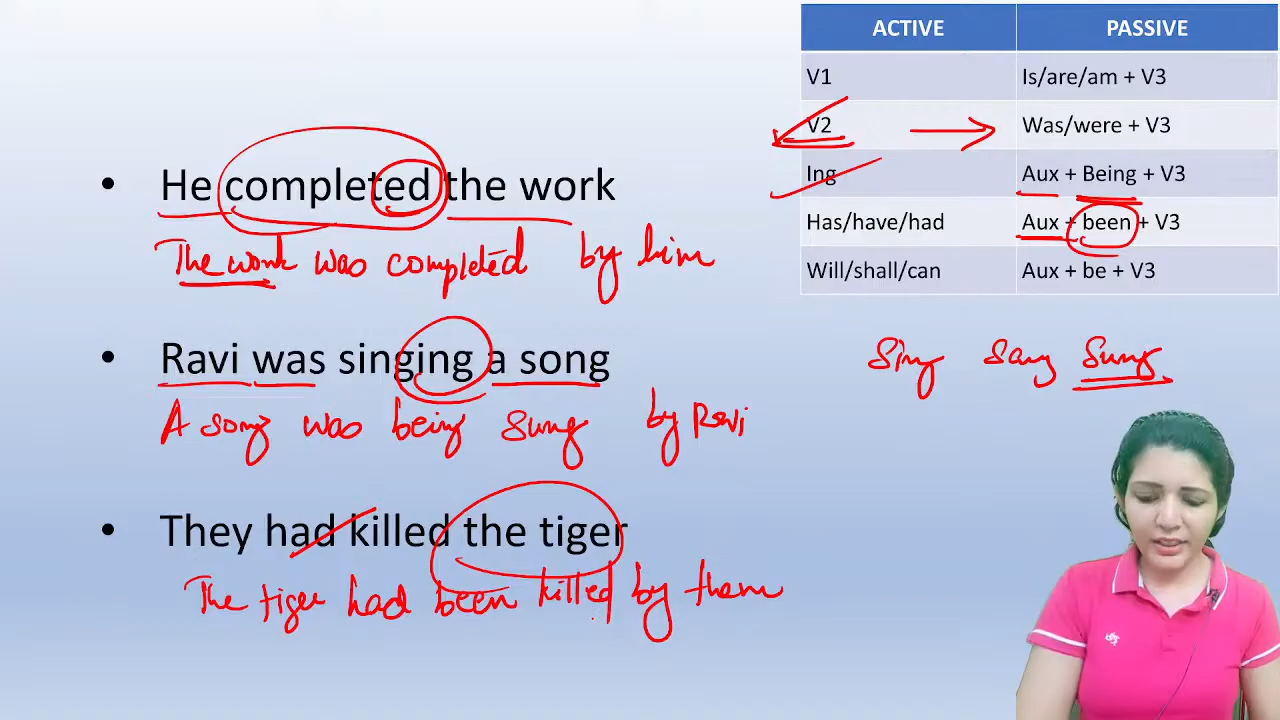 ACTIVE PASSIVE
V1 Is/are/am + V3
V2 Was/were + V3
Ing Aux + Being + V3
Has/have/had Aux + been + V3
Will/shall/can Aux + be + V3
• He completed the work
The work was completed by him
• Ravi was singing a song
A song was being sung by Ravi
sing sang sung
• They had killed the tiger
The tiger had been killed by them